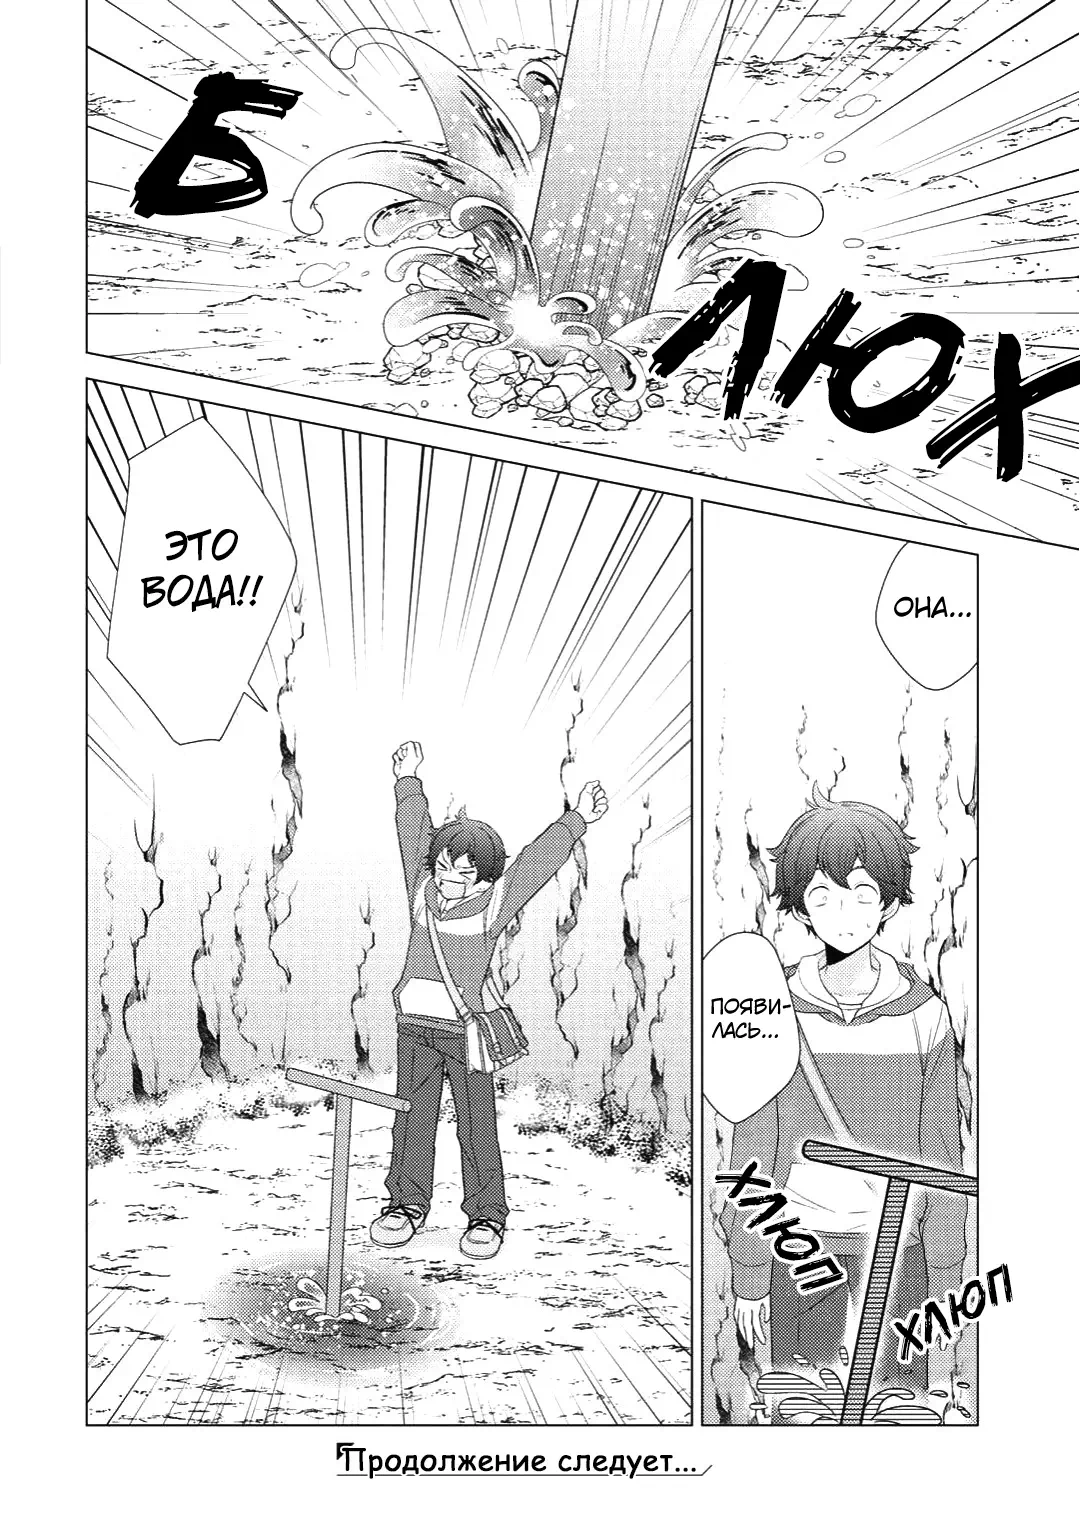 Б
ЛЮХ
ОНА...
ПОЯВИ-
ЛАСЬ...
ХЛЮП
ХЛЮП
ЭТО
ВОДА!!
Продолжение следует...